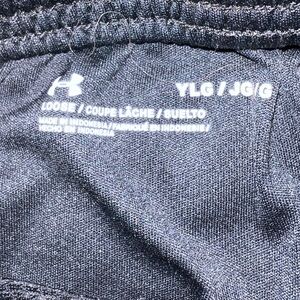 YLG / JG/G
LOOSE / COUPE LÂCHE / SUELTO
MADE IN INDONESIA / FABRIQUÉ EN INDONÉSIE /
HECHO EN INDONESIA